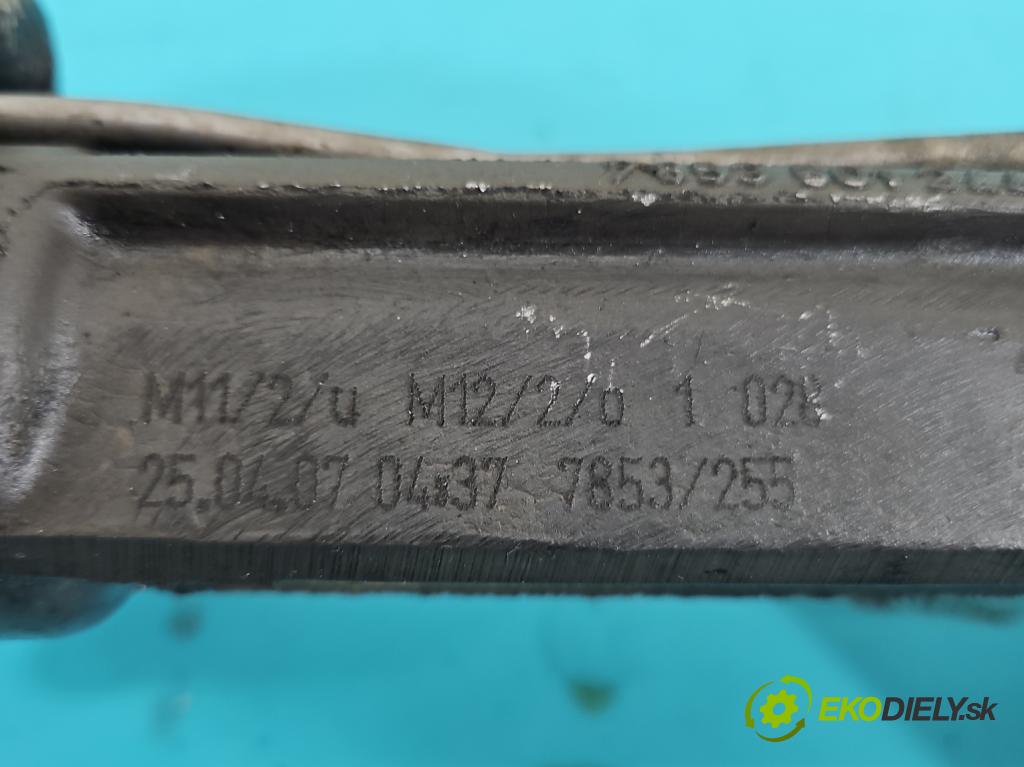 M11/2/u M12/2/o 1 028
25.04.07 04:37 7853/255
EKODIELY.sk